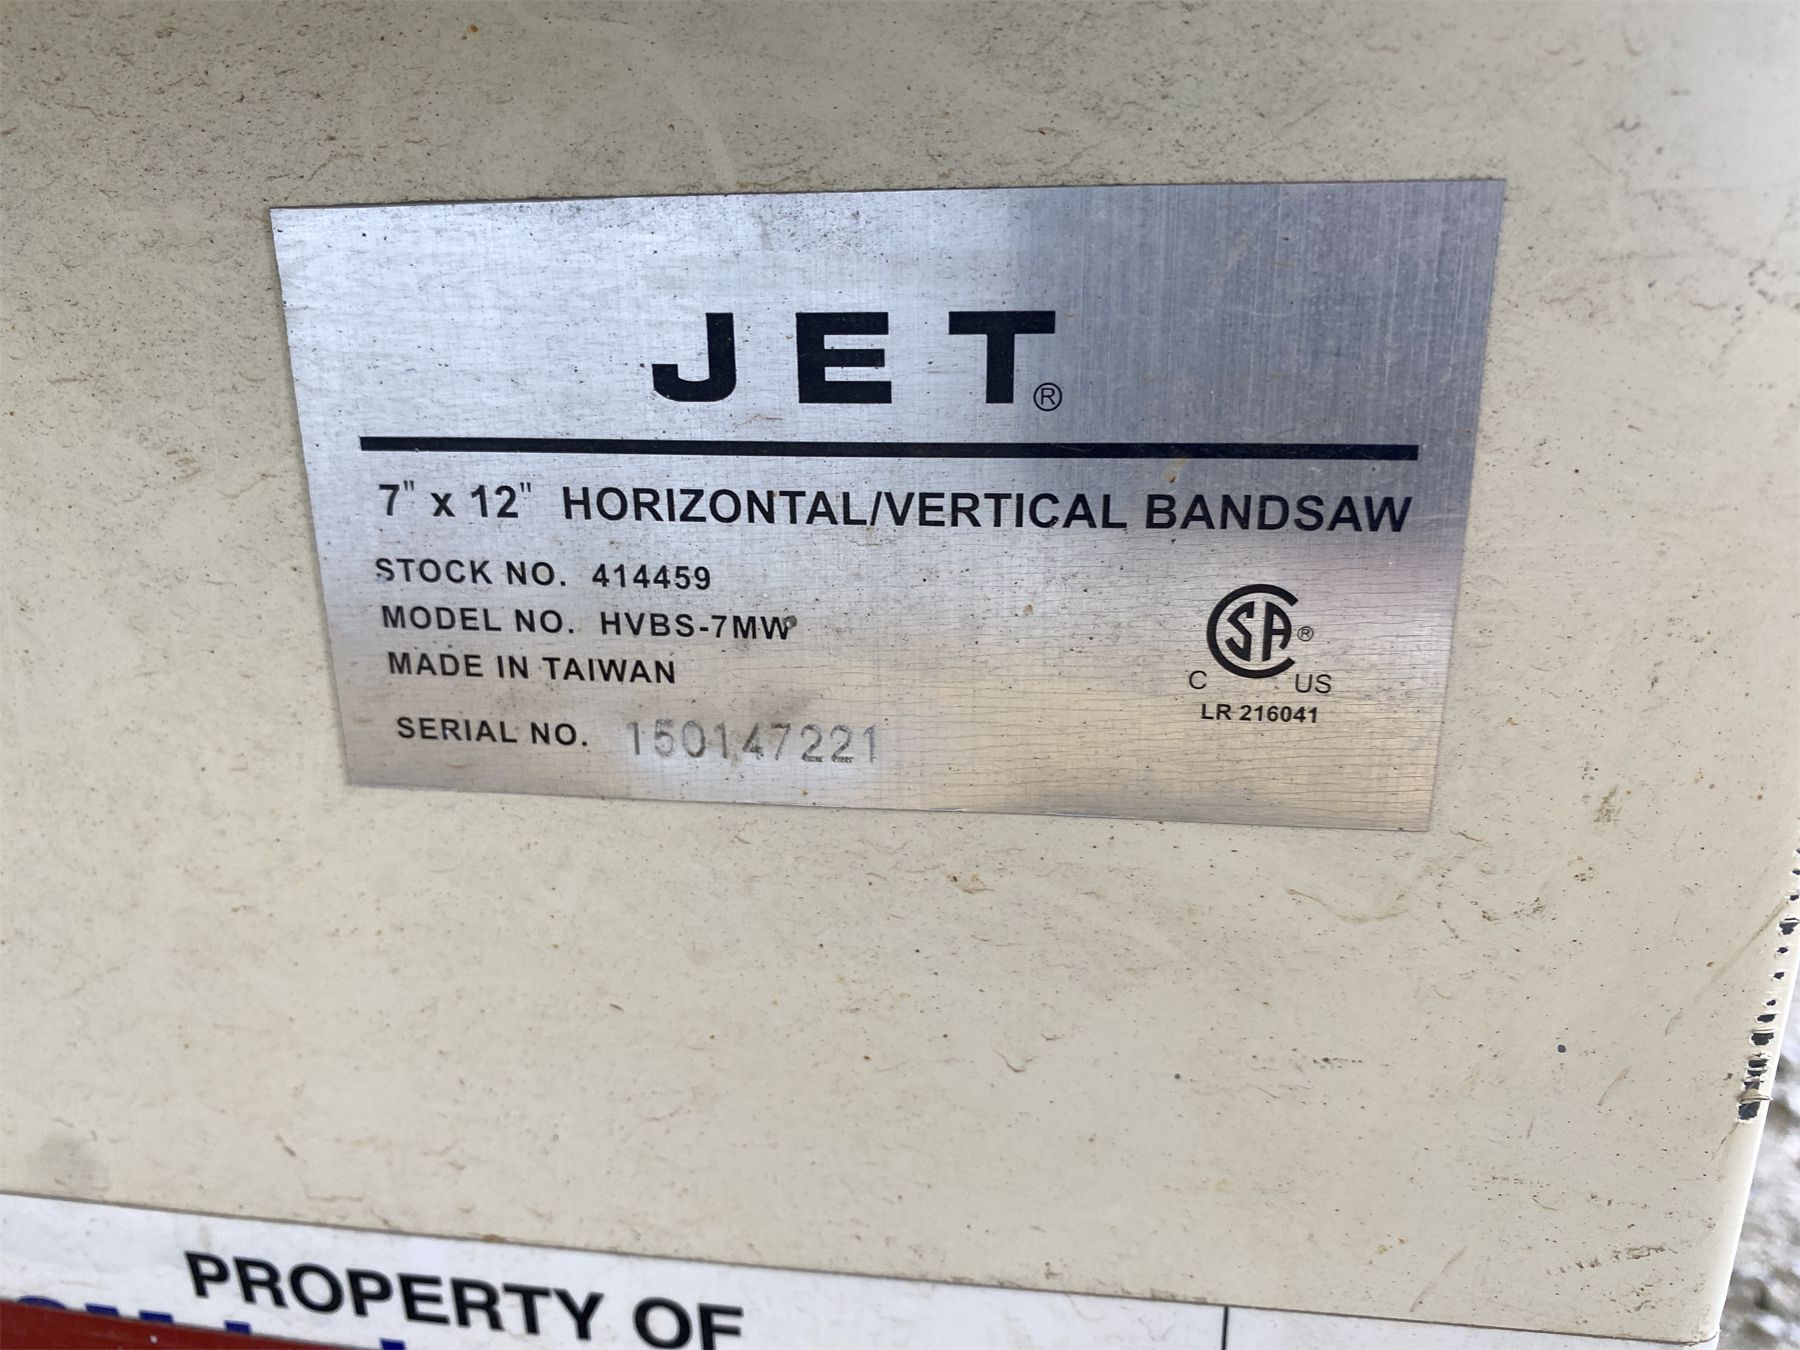 JET®
7" x 12" HORIZONTAL/VERTICAL BANDSAW
STOCK NO. 414459
MODEL NO. HVBS-7MW
MADE IN TAIWAN
SERIAL NO. 150147221
CSA®
C US
LR 216041
PROPERTY OF